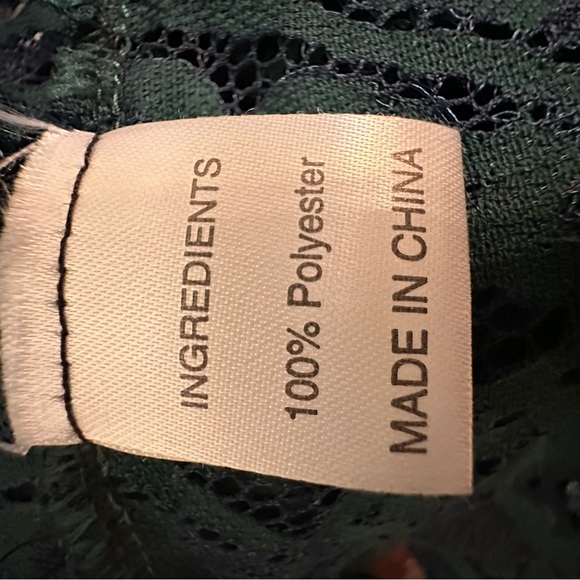 INGREDIENTS
100% Polyester
MADE IN CHINA